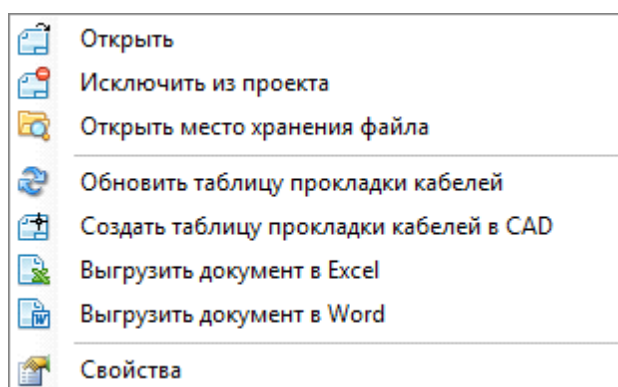 Открыть
Исключить из проекта
Открыть место хранения файла
Обновить таблицу прокладки кабелей
Создать таблицу прокладки кабелей в CAD
Выгрузить документ в Excel
Выгрузить документ в Word
Свойства